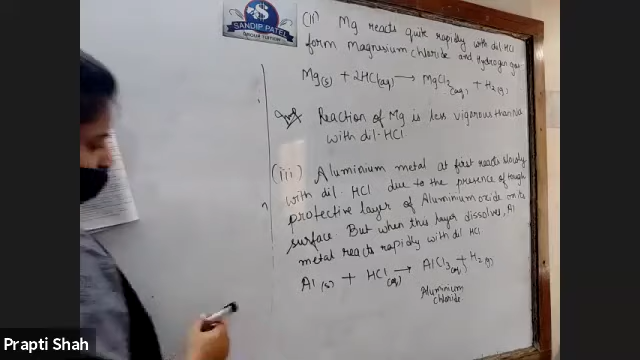 SANDIP PATEL
(ii) Mg reacts quite rapidly with dil HCl
form Magnesium chloride and Hydrogen gas
Mg(s) + 2HCl(aq) → MgCl2(aq) + H2(g)
Reaction of Mg is less vigorous than Na
with dil-HCl.
(iii) Aluminium metal at first reacts slowly
with dil. HCl due to the presence of tough
protective layer of Aluminium oxide on its
surface. But when this layer dissolves, Al
metal reacts rapidly with dil HCl
Al(s) + HCl(aq) → AlCl3(aq) + H2(g)
Aluminium
chloride
Prapti Shah